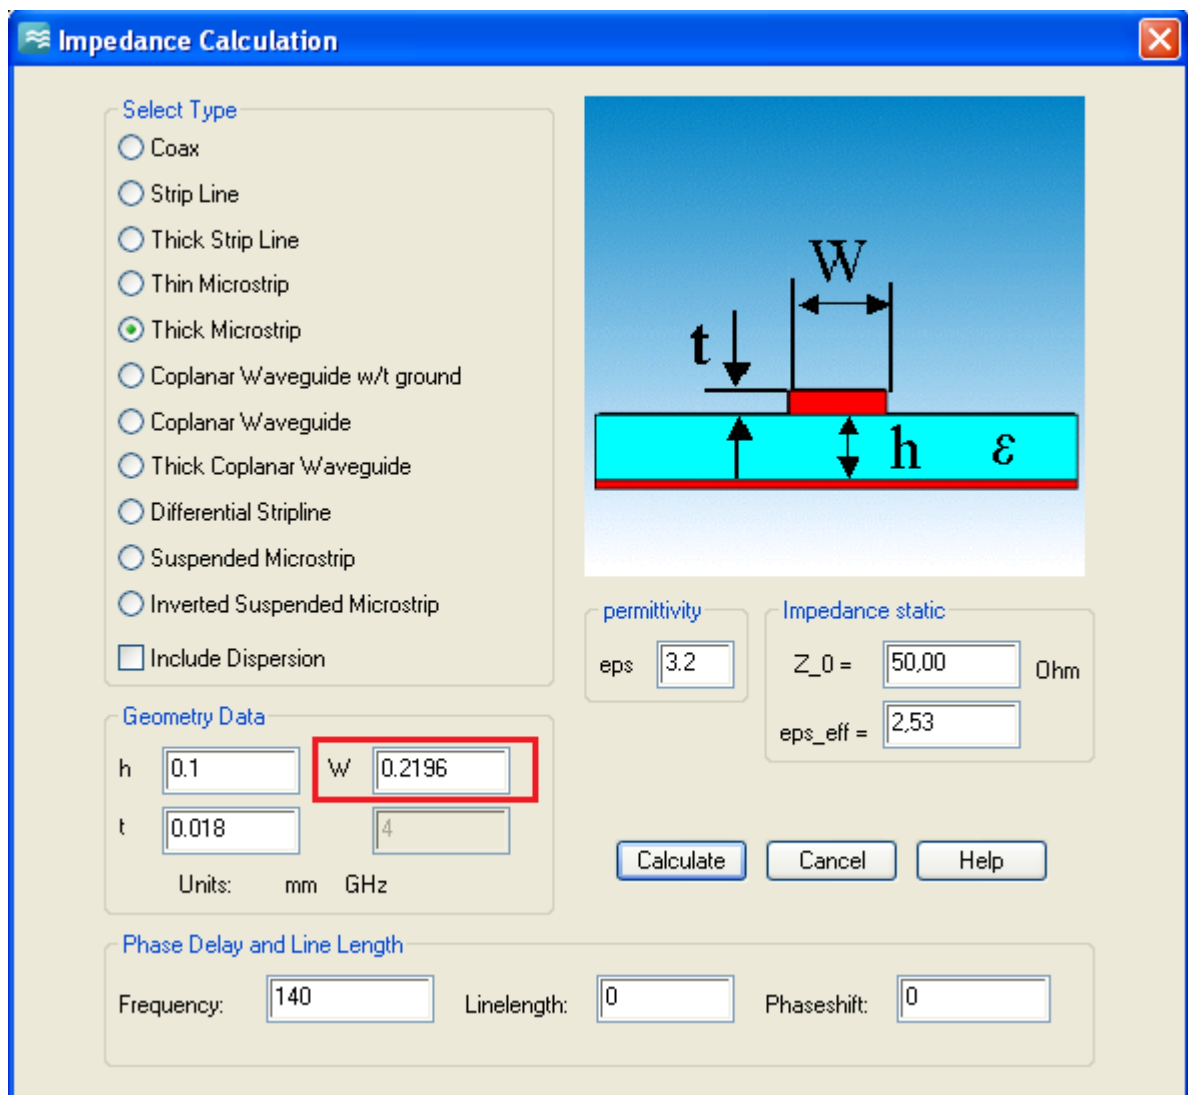 Impedance Calculation
Select Type
Coax
Strip Line
Thick Strip Line
Thin Microstrip
Thick Microstrip
Coplanar Waveguide w/t ground
Coplanar Waveguide
Thick Coplanar Waveguide
Differential Stripline
Suspended Microstrip
Inverted Suspended Microstrip
Include Dispersion
W
t
h ε
permittivity
eps 3.2
Impedance static
Z_0 = 50,00 Ohm
eps_eff = 2,53
Geometry Data
h 0.1 W 0.2196
t 0.018 4
Units: mm GHz
Calculate Cancel Help
Phase Delay and Line Length
Frequency: 140 Linelength: 0 Phaseshift: 0